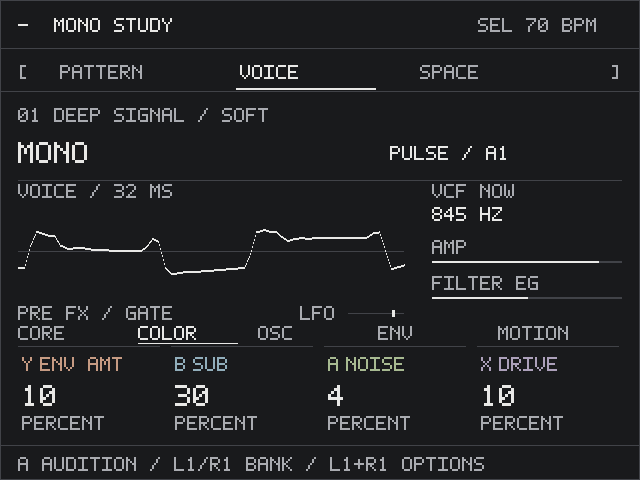 – MONO STUDY SEL 70 BPM
[ PATTERN VOICE SPACE ]
01 DEEP SIGNAL / SOFT
MONO PULSE / A1
VOICE / 32 MS VCF NOW
845 HZ
AMP
FILTER EG
PRE FX / GATE LFO
CORE COLOR OSC ENV MOTION
Y ENV AMT B SUB A NOISE X DRIVE
10 30 4 10
PERCENT PERCENT PERCENT PERCENT
A AUDITION / L1/R1 BANK / L1+R1 OPTIONS